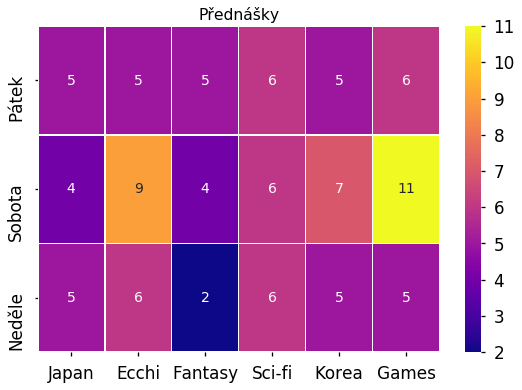 Přednášky
Pátek 5 5 5 6 5 6
Sobota 4 9 4 6 7 11
Neděle 5 6 2 6 5 5
Japan Ecchi Fantasy Sci-fi Korea Games
11
10
9
8
7
6
5
4
3
2